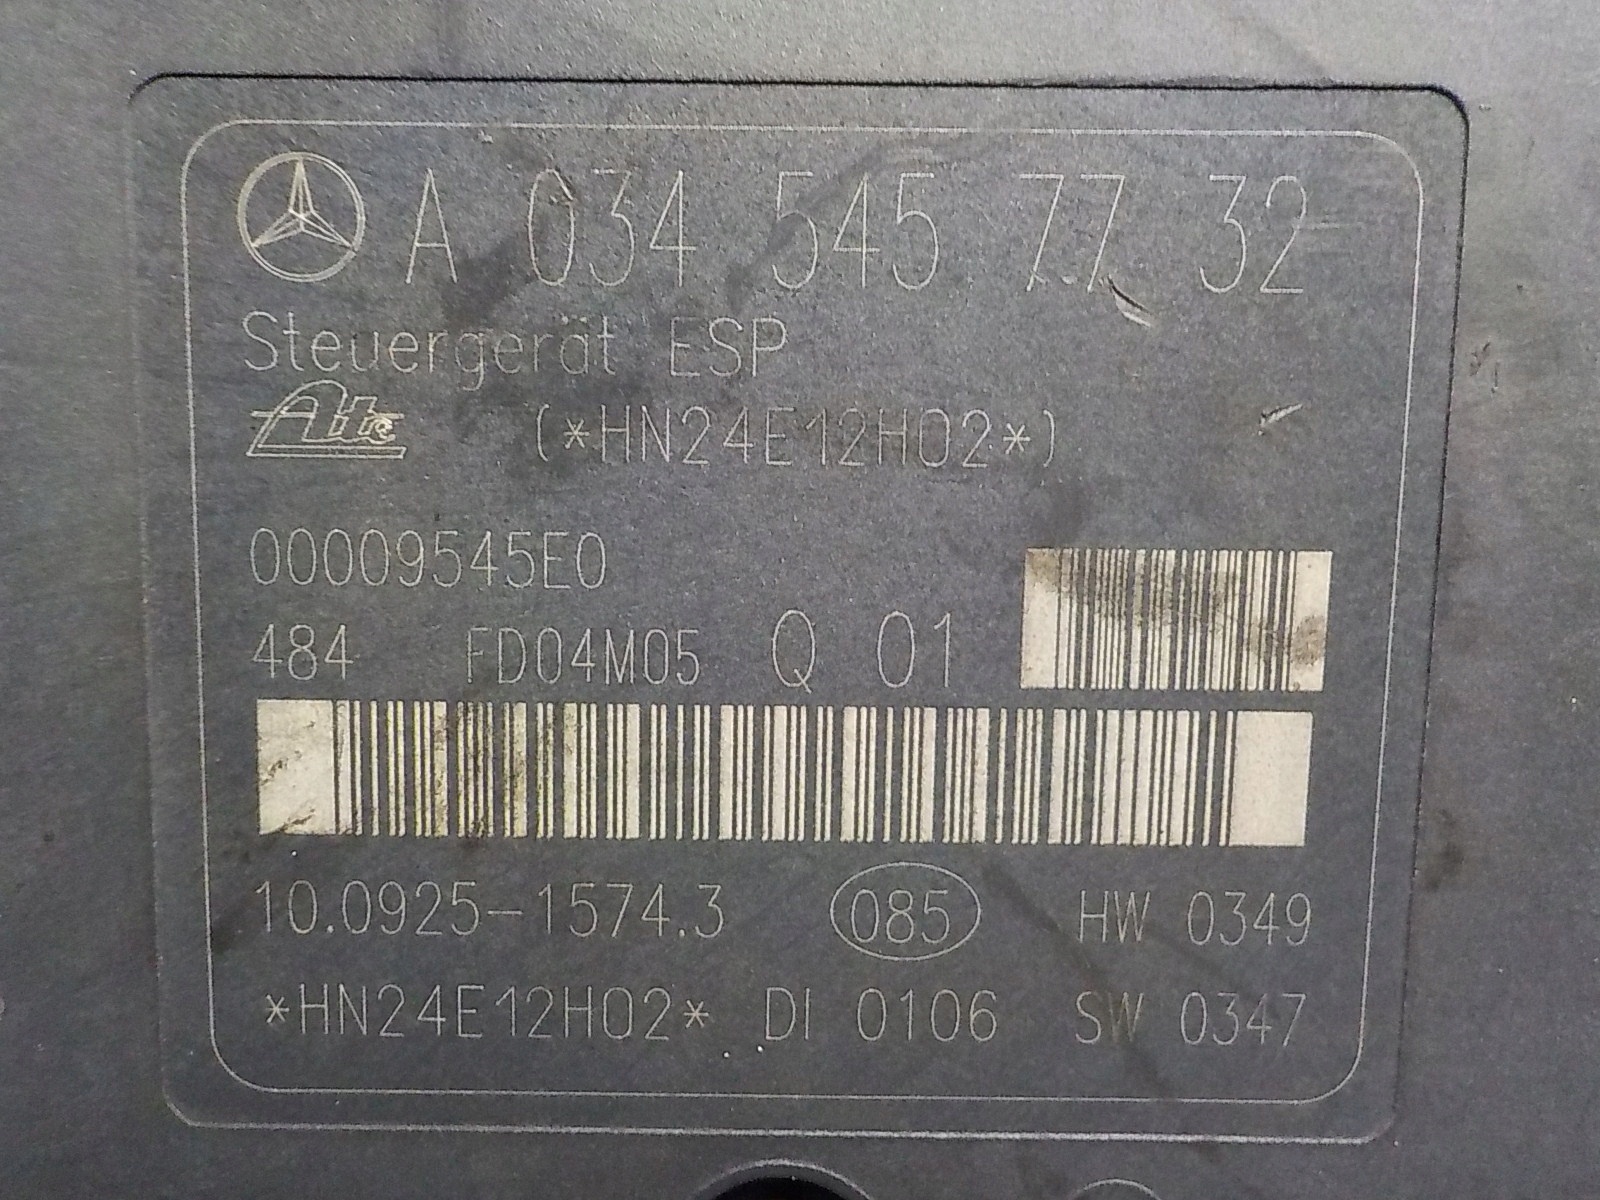 A 034 545 77 32
Steuergerät ESP
Ate (*HN24E12H02*)
00009545E0
484 FD04M05 Q 01
10.0925-1574.3 085 HW 0349
*HN24E12H02* DI 0106 SW 0347